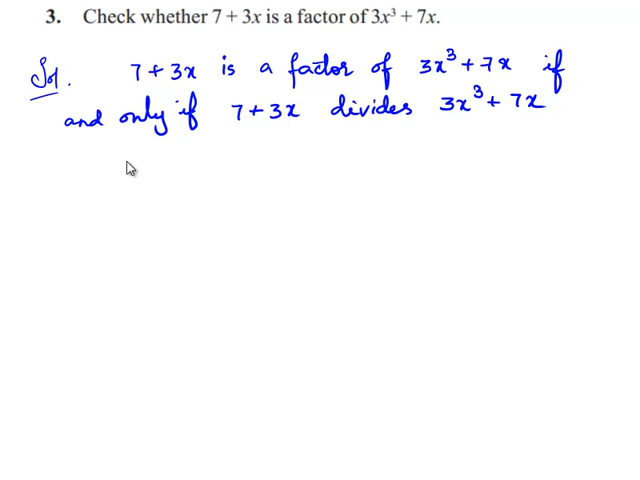 3. Check whether 7 + 3x is a factor of 3x³ + 7x.
Sol. 7 + 3x is a factor of 3x³ + 7x if
and only if 7 + 3x divides 3x³ + 7x